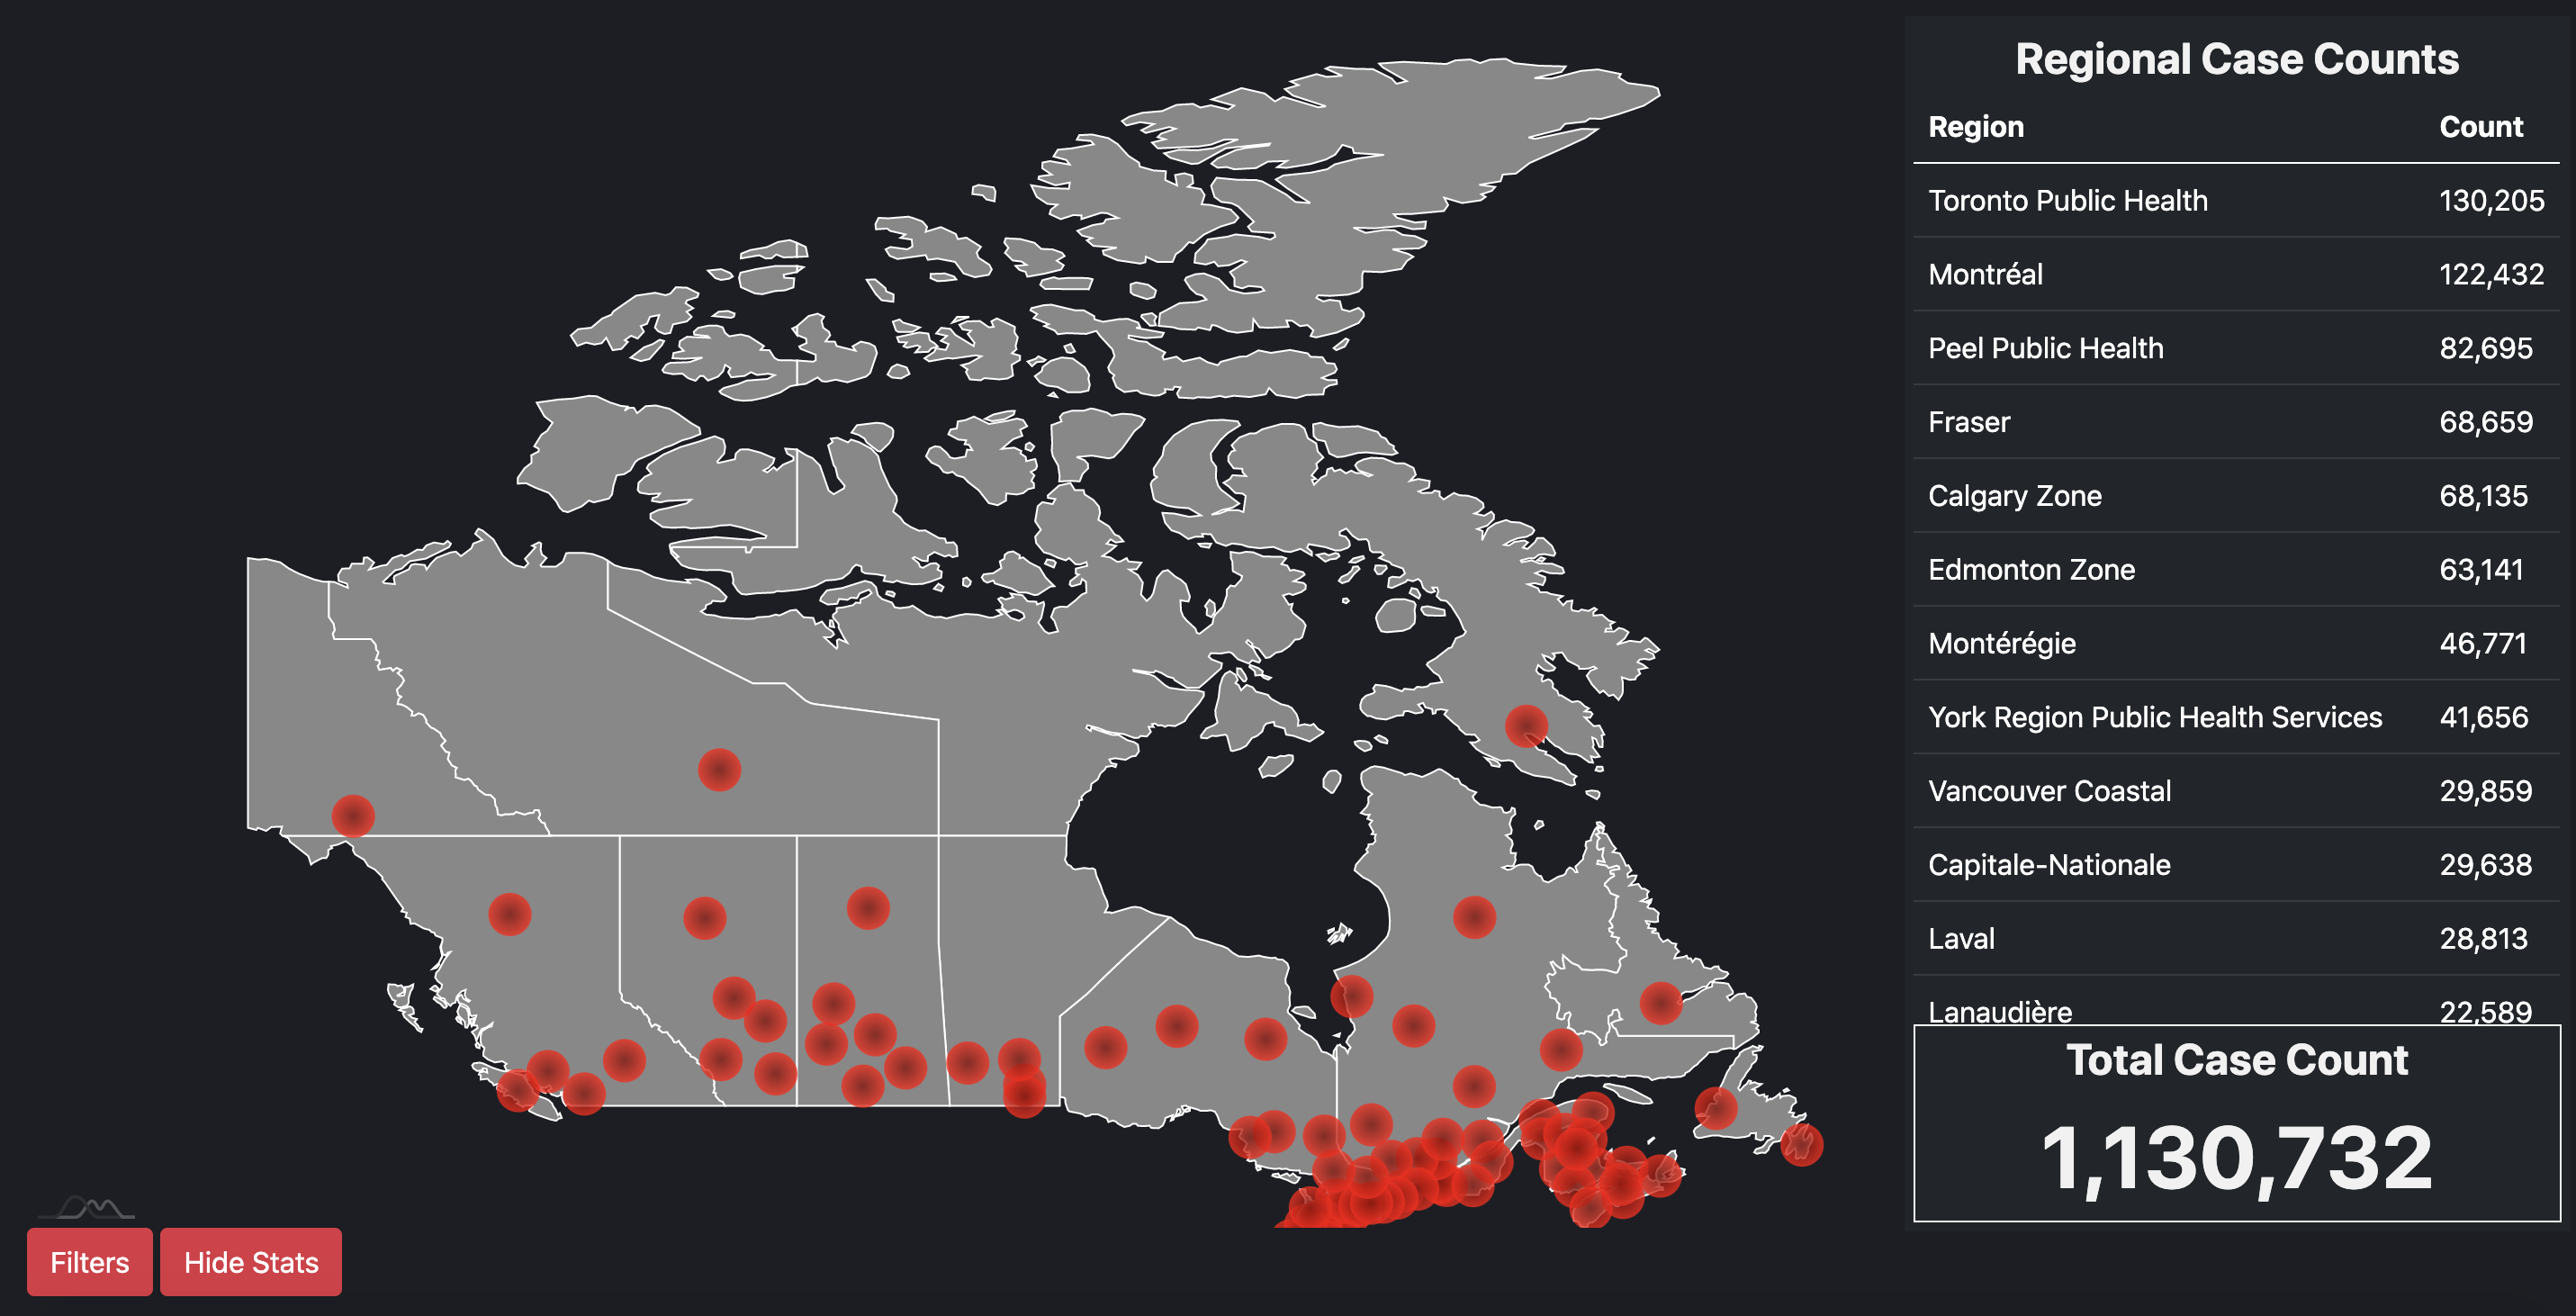 Regional Case Counts
Region Count
Toronto Public Health 130,205
Montréal 122,432
Peel Public Health 82,695
Fraser 68,659
Calgary Zone 68,135
Edmonton Zone 63,141
Montérégie 46,771
York Region Public Health Services 41,656
Vancouver Coastal 29,859
Capitale-Nationale 29,638
Laval 28,813
Lanaudière 22,589
Total Case Count
1,130,732
Filters Hide Stats